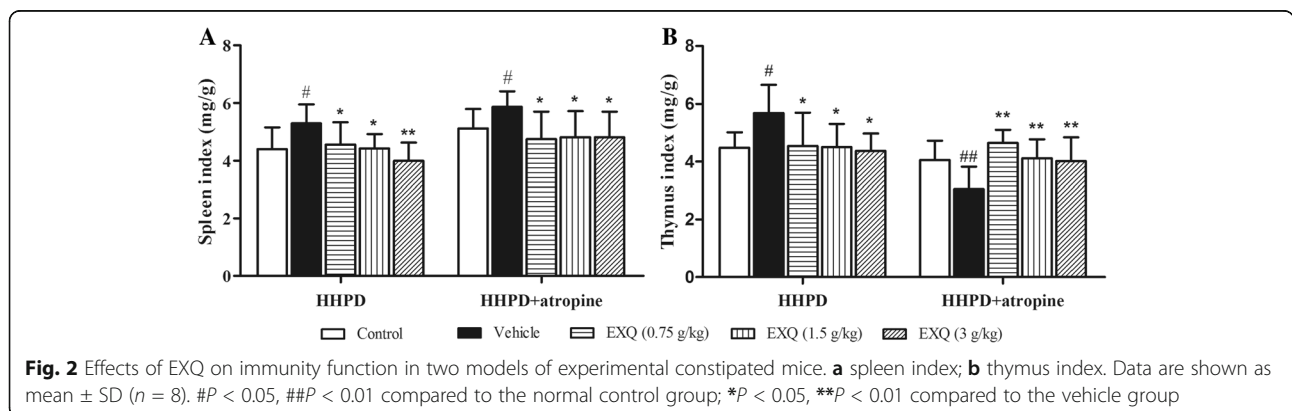 A
B
8
6
4
2
0
Spleen index (mg/g)
#
*
*
**
#
*
*
*
HHPD
HHPD+atropine
8
6
4
2
0
Thymus index (mg/g)
#
*
*
*
##
**
**
**
HHPD
HHPD+atropine
Control Vehicle EXQ (0.75 g/kg) EXQ (1.5 g/kg) EXQ (3 g/kg)
Fig. 2 Effects of EXQ on immunity function in two models of experimental constipated mice. a spleen index; b thymus index. Data are shown as
mean ± SD (n = 8). #P < 0.05, ##P < 0.01 compared to the normal control group; *P < 0.05, **P < 0.01 compared to the vehicle group